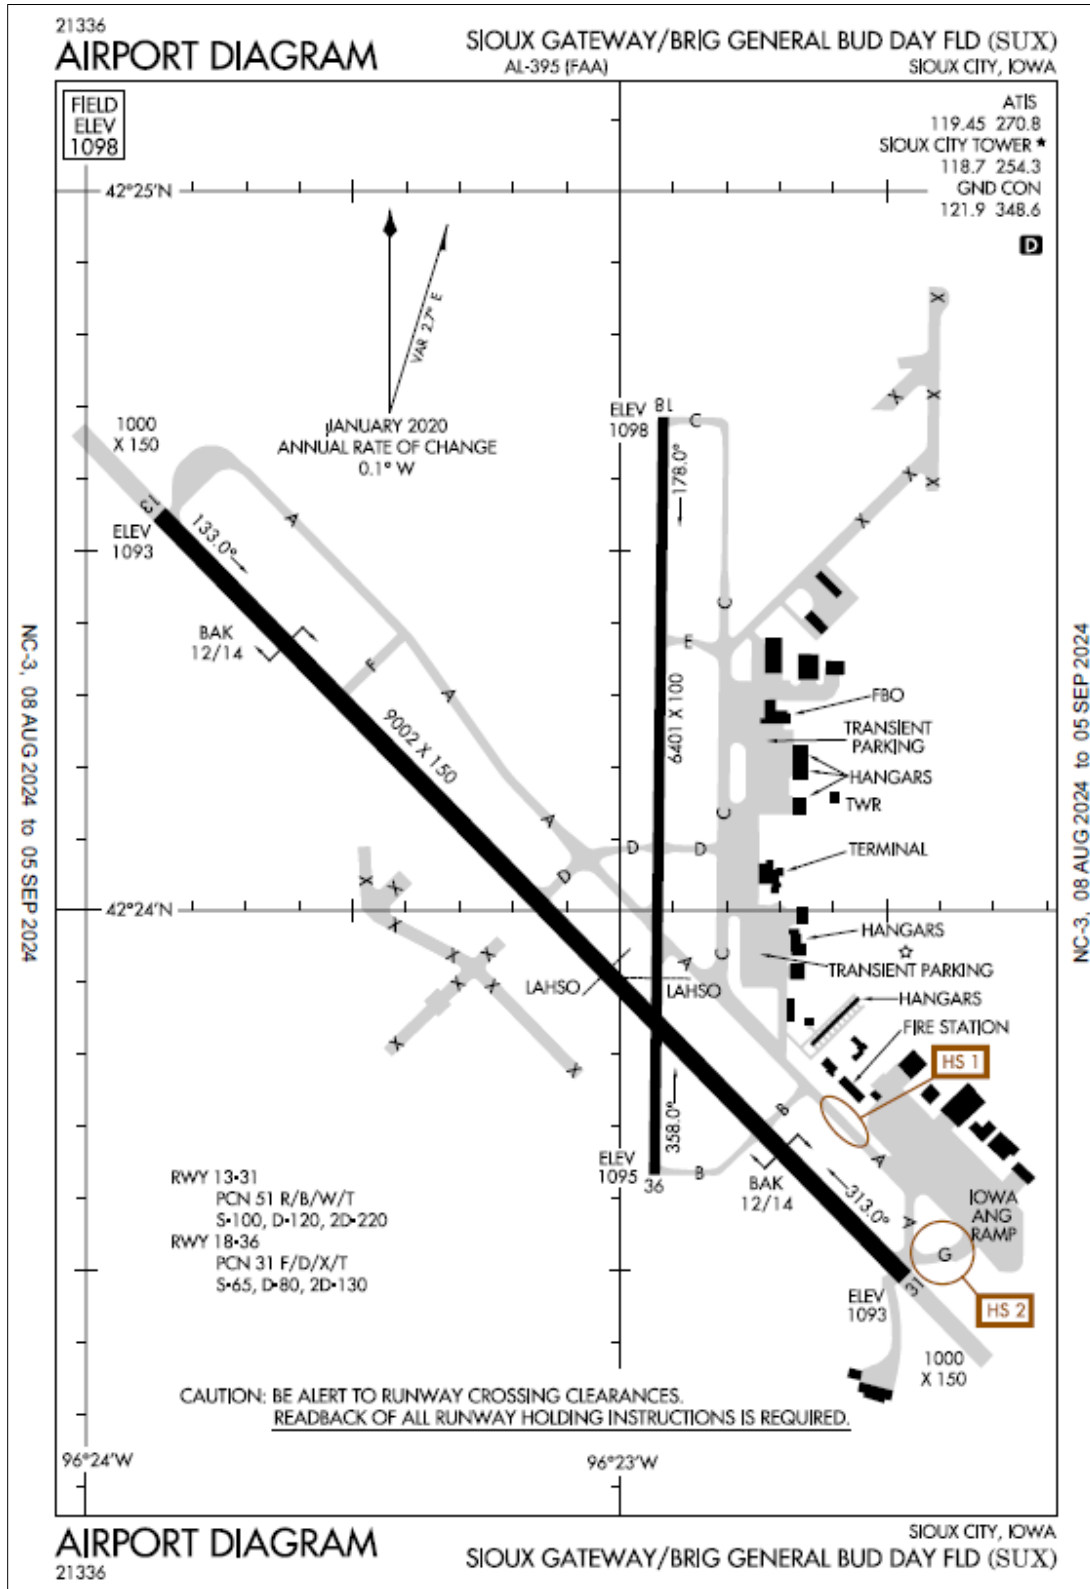 21336
AIRPORT DIAGRAM
SIOUX GATEWAY/BRIG GENERAL BUD DAY FLD (SUX)
AL-395 (FAA)
SIOUX CITY, IOWA
FIELD
ELEV
1098
ATIS
119.45 270.8
SIOUX CITY TOWER ★
118.7 254.3
GND CON
121.9 348.6
D
42°25'N
VAR 2.7° E
JANUARY 2020
ANNUAL RATE OF CHANGE
0.1° W
1000
X 150
ELEV
1098
18
C
178.0°
X
X
X
X
X
X
13
ELEV
1093
133.0°
A
BAK
12/14
F
A
9002 X 150
C
E
6401 X 100
FBO
TRANSIENT
PARKING
HANGARS
TWR
A
C
D
D
D
TERMINAL
X
X
X
X
X
X
X
X
X
42°24'N
HANGARS
TRANSIENT PARKING
A
C
LAHSO
LAHSO
HANGARS
FIRE STATION
HS 1
358.0°
B
ELEV
1095
36
B
BAK
12/14
A
313.0°
A
IOWA
ANG
RAMP
G
HS 2
31
ELEV
1093
1000
X 150
RWY 13-31
PCN 51 R/B/W/T
S-100, D-120, 2D-220
RWY 18-36
PCN 31 F/D/X/T
S-65, D-80, 2D-130
CAUTION: BE ALERT TO RUNWAY CROSSING CLEARANCES.
READBACK OF ALL RUNWAY HOLDING INSTRUCTIONS IS REQUIRED.
96°24'W
96°23'W
NC-3, 08 AUG 2024 to 05 SEP 2024
NC-3, 08 AUG 2024 to 05 SEP 2024
AIRPORT DIAGRAM
21336
SIOUX CITY, IOWA
SIOUX GATEWAY/BRIG GENERAL BUD DAY FLD (SUX)